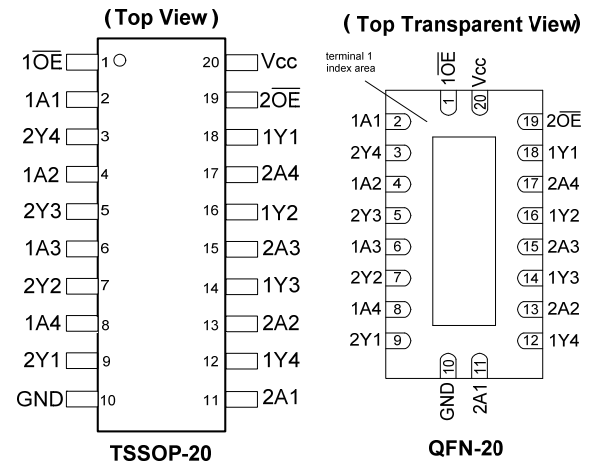 (Top View)
1O̅E̅ 1 20 Vcc
1A1 2 19 2O̅E̅
2Y4 3 18 1Y1
1A2 4 17 2A4
2Y3 5 16 1Y2
1A3 6 15 2A3
2Y2 7 14 1Y3
1A4 8 13 2A2
2Y1 9 12 1Y4
GND 10 11 2A1
TSSOP-20
( Top Transparent View)
terminal 1
index area
1O̅E̅ Vcc
1 20
1A1 2 19 2O̅E̅
2Y4 3 18 1Y1
1A2 4 17 2A4
2Y3 5 16 1Y2
1A3 6 15 2A3
2Y2 7 14 1Y3
1A4 8 13 2A2
2Y1 9 12 1Y4
10 11
GND 2A1
QFN-20